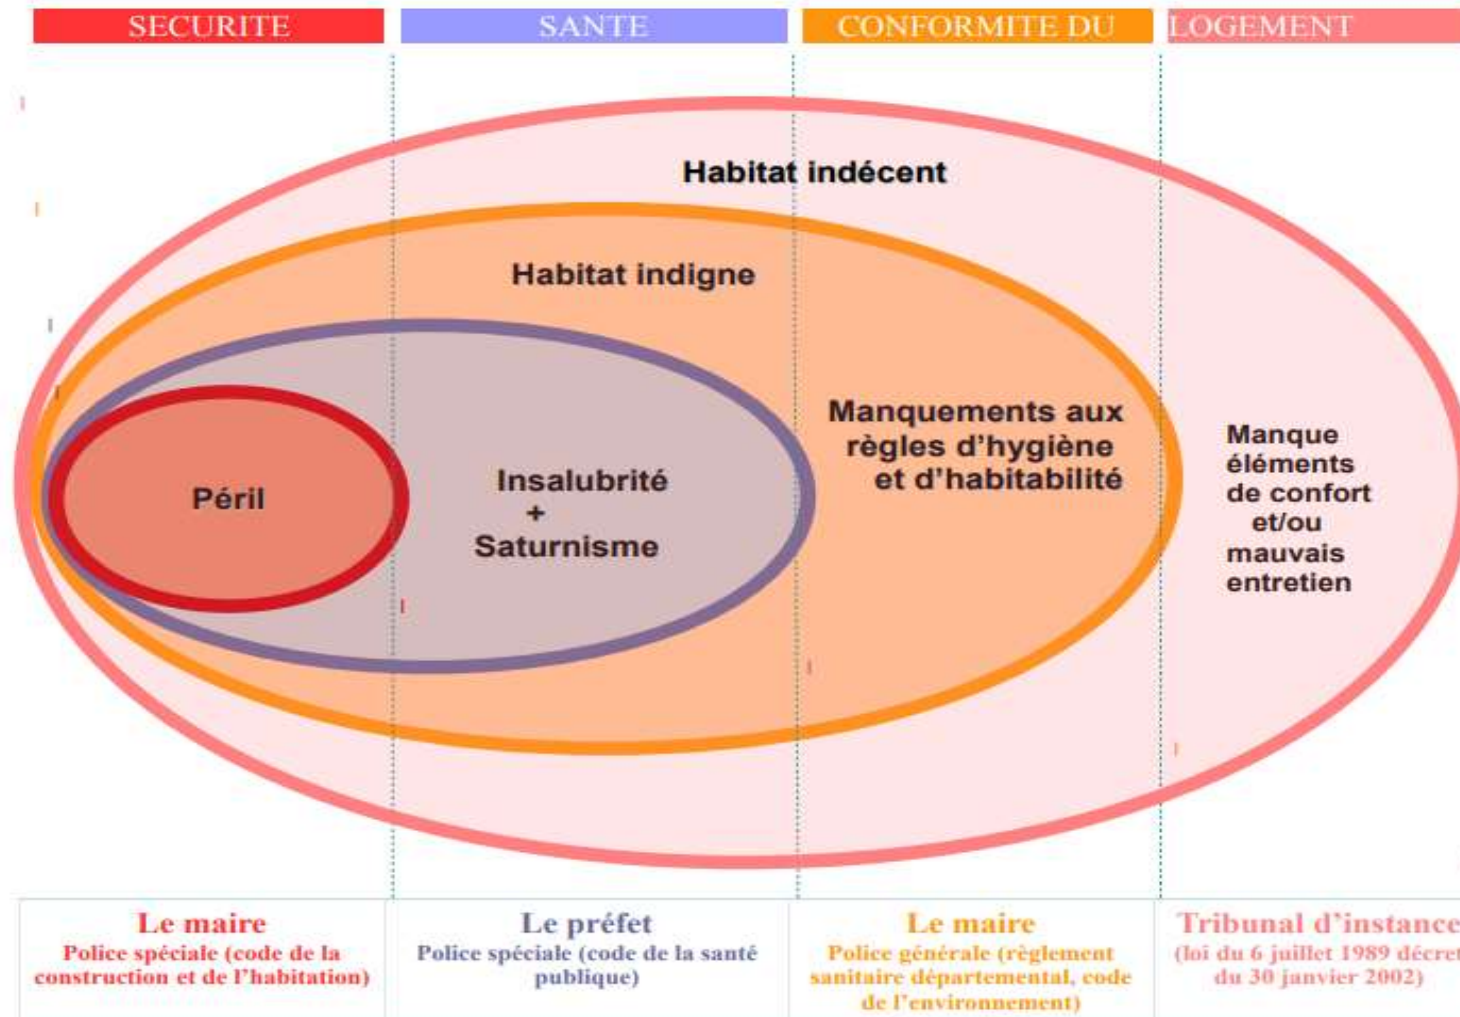 SECURITE
SANTE
CONFORMITE DU
LOGEMENT
Habitat indécent
Habitat indigne
Péril
Insalubrité
+
Saturnisme
Manquements aux
règles d'hygiène
et d'habitabilité
Manque
éléments
de confort
et/ou
mauvais
entretien
Le maire
Police spéciale (code de la
construction et de l'habitation)
Le préfet
Police spéciale (code de la santé
publique)
Le maire
Police générale (règlement
sanitaire départemental, code
de l'environnement)
Tribunal d'instance
(loi du 6 juillet 1989 décret
du 30 janvier 2002)